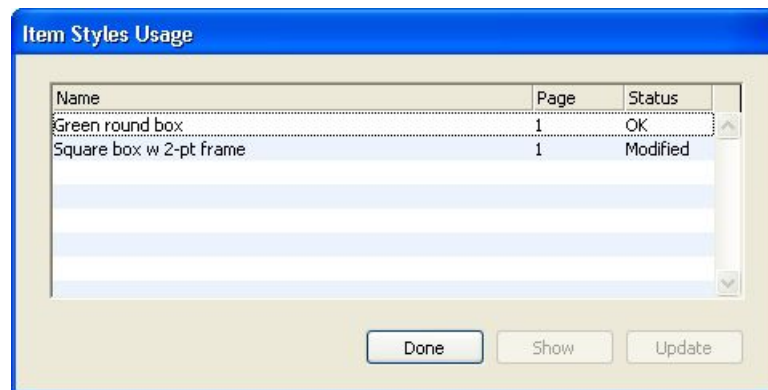 Item Styles Usage
Name Page Status
Green round box 1 OK
Square box w 2-pt frame 1 Modified
Done Show Update